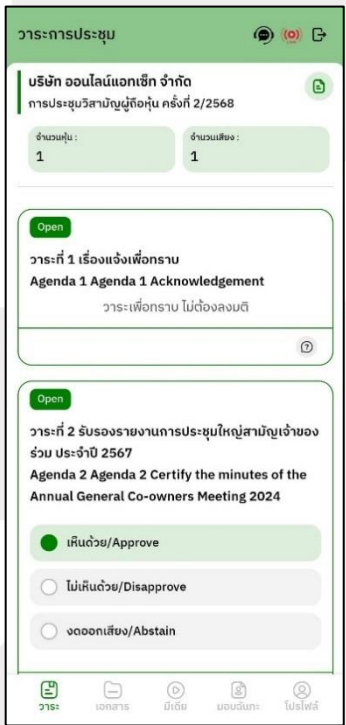 วาระการประชุม
บริษัท ออนไลน์แอทเซ็ท จำกัด
การประชุมวิสามัญผู้ถือหุ้น ครั้งที่ 2/2568
จำนวนหุ้น :
1
จำนวนเสียง :
1
Open
วาระที่ 1 เรื่องแจ้งเพื่อทราบ
Agenda 1 Agenda 1 Acknowledgement
วาระเพื่อทราบ ไม่ต้องลงมติ
Open
วาระที่ 2 รับรองรายงานการประชุมใหญ่สามัญเจ้าของ
ร่วม ประจำปี 2567
Agenda 2 Agenda 2 Certify the minutes of the
Annual General Co-owners Meeting 2024
เห็นด้วย/Approve
ไม่เห็นด้วย/Disapprove
งดออกเสียง/Abstain
วาระ
เอกสาร
มีเดีย
มอบฉันทะ
โปรไฟล์